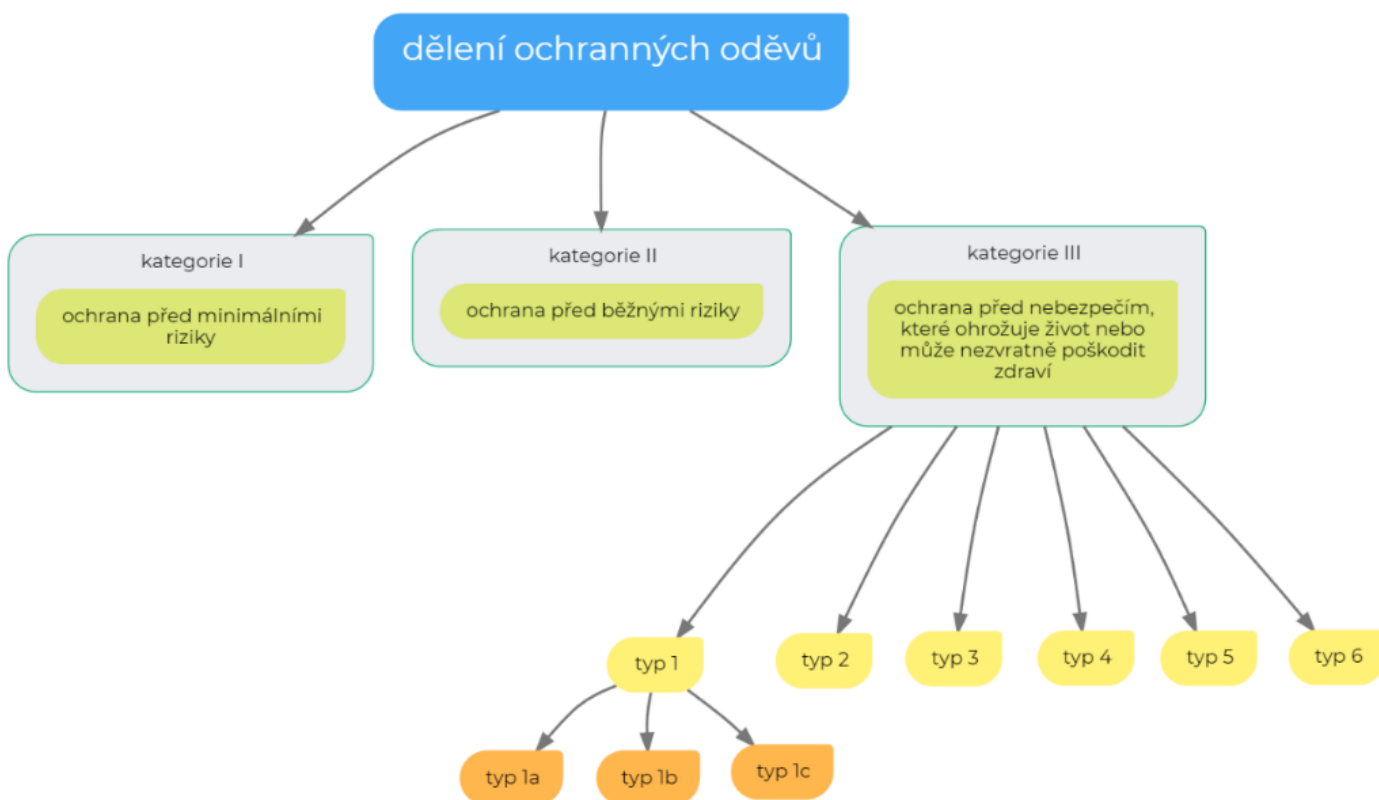 dělení ochranných oděvů
kategorie I
ochrana před minimálními
riziky
kategorie II
ochrana před běžnými riziky
kategorie III
ochrana před nebezpečím,
které ohrožuje život nebo
může nezvratně poškodit
zdraví
typ 1
typ 2
typ 3
typ 4
typ 5
typ 6
typ 1a
typ 1b
typ 1c